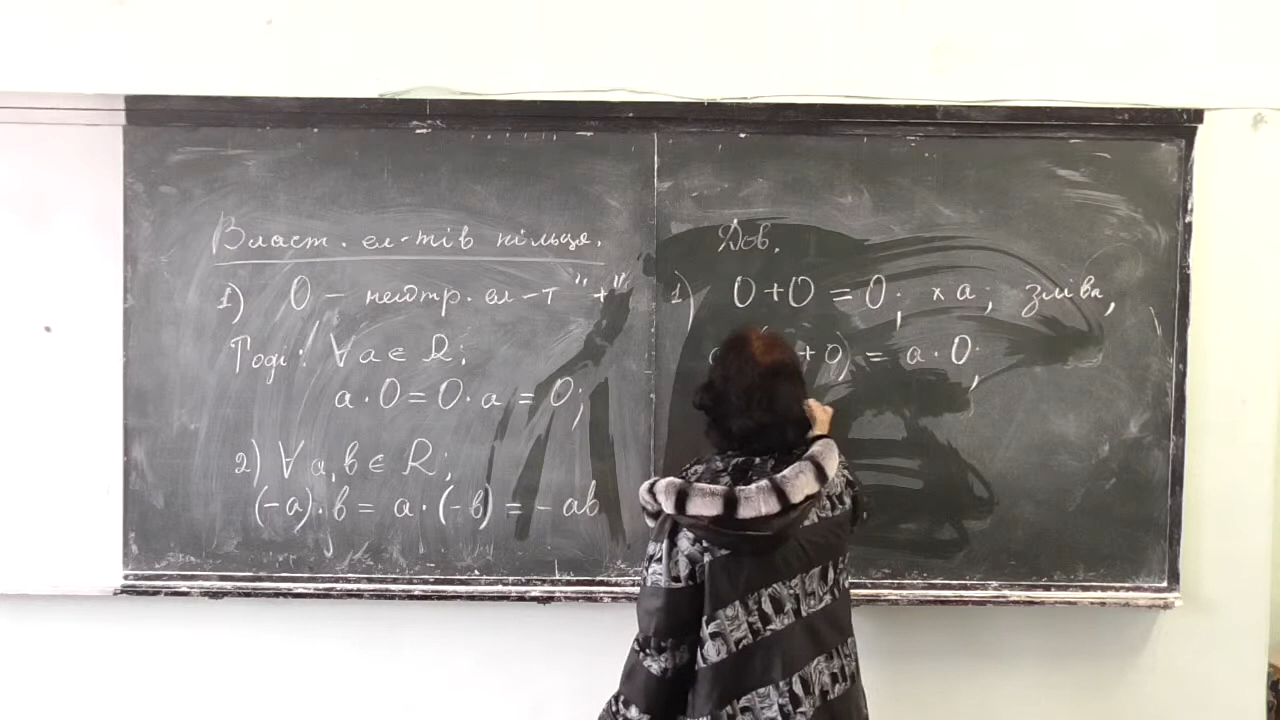 Власт. ел-тів кільця.
1) 0 – нейтр. ел-т "+"
Тоді: ∀ a ∈ R;
a · 0 = 0 · a = 0;
2) ∀ a, b ∈ R;
(-a) · b = a · (-b) = - ab
Дов.
1) 0 + 0 = 0; × a; зліва,
+ 0) = a · 0;